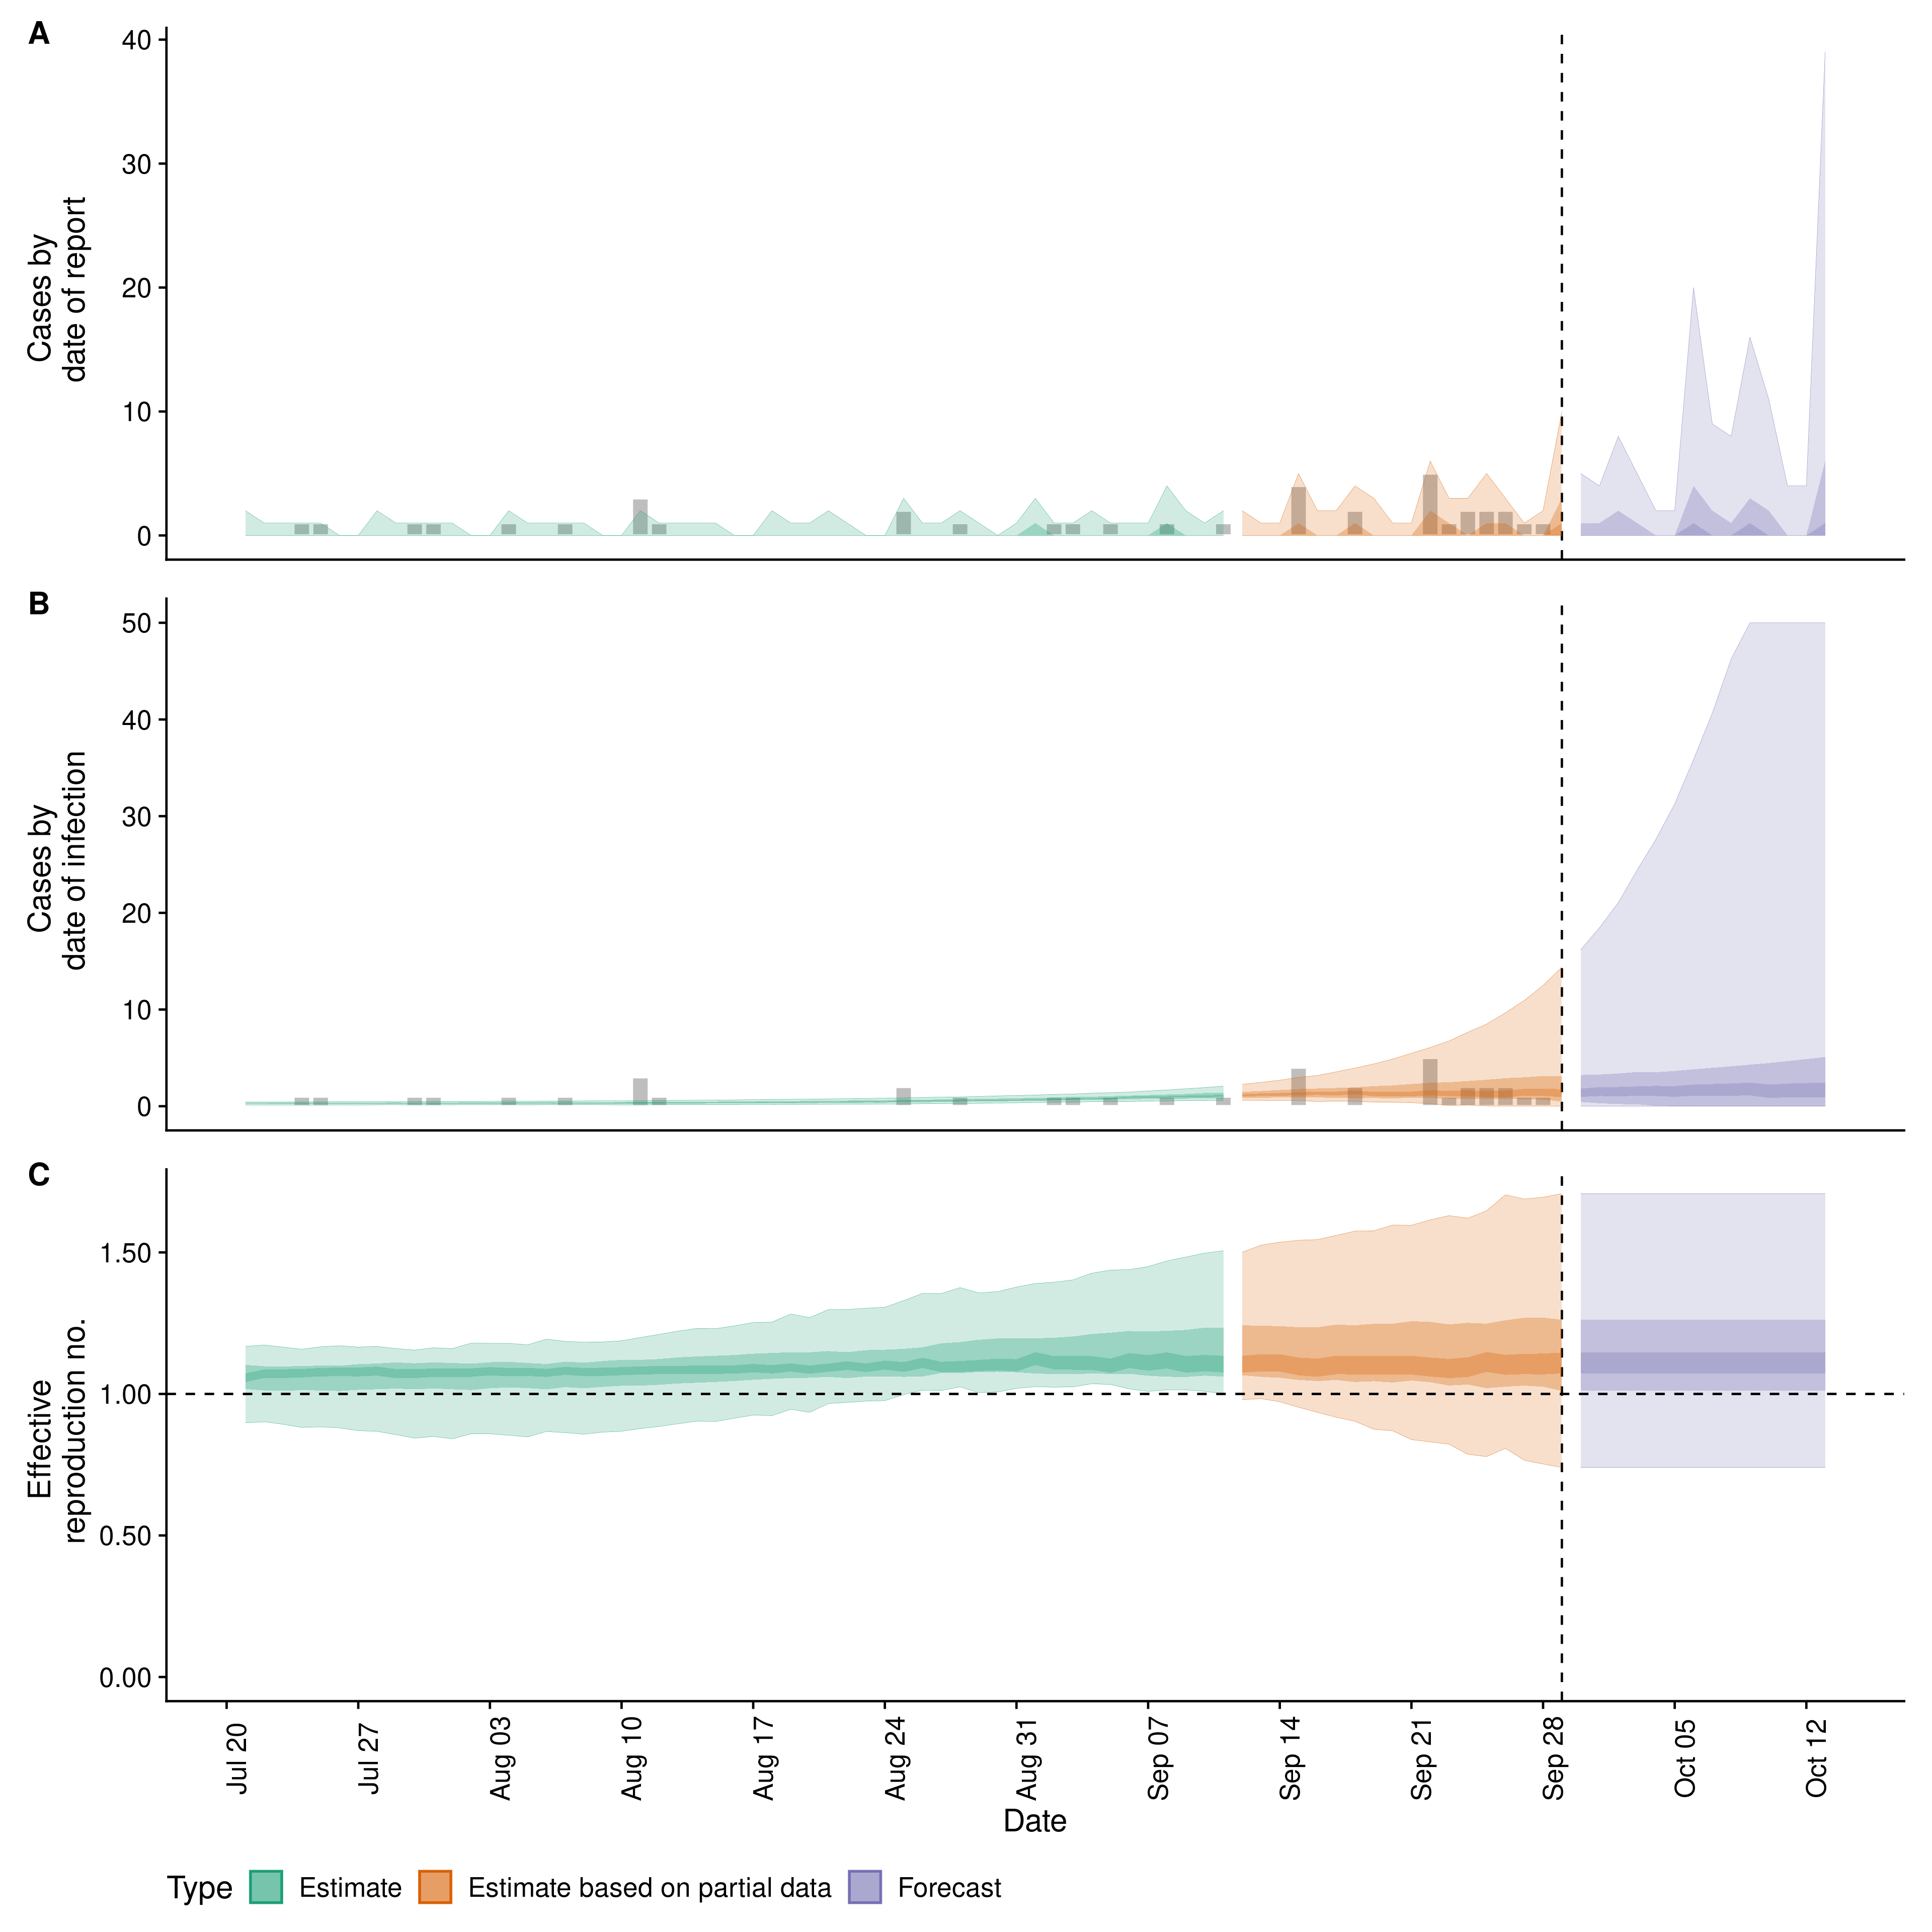 A
Cases by
date of report
40
30
20
10
0
B
Cases by
date of infection
50
40
30
20
10
0
C
Effective
reproduction no.
1.50
1.00
0.50
0.00
Jul 20
Jul 27
Aug 03
Aug 10
Aug 17
Aug 24
Aug 31
Sep 07
Sep 14
Sep 21
Sep 28
Oct 05
Oct 12
Date
Type
Estimate
Estimate based on partial data
Forecast